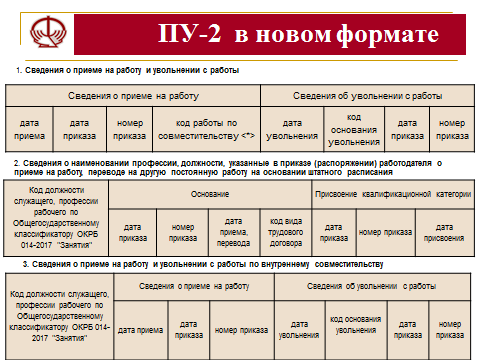 ПУ-2 в новом формате
1. Сведения о приеме на работу и увольнении с работы
Сведения о приеме на работу
Сведения об увольнении с работы
дата приема
дата приказа
номер приказа
код работы по совместительству <*>
дата увольнения
код основания увольнения
дата приказа
номер приказа
2. Сведения о наименовании профессии, должности, указанные в приказе (распоряжении) работодателя о
приеме на работу, переводе на другую постоянную работу на основании штатного расписания
Код должности
служащего, профессии
рабочего по
Общегосударственному
классификатору ОКРБ
014-2017 "Занятия"
Основание
Присвоение квалификационной категории
дата приказа
номер приказа
дата приема, перевода
код вида трудового договора
дата приказа
номер приказа
дата присвоения
3. Сведения о приеме на работу и увольнении с работы по внутреннему совместительству
Код должности служащего,
профессии рабочего по
Общегосударственному
классификатору ОКРБ 014-
2017 "Занятия"
Сведения о приеме на работу
Сведения об увольнении с работы
дата приема
дата приказа
номер приказа
дата увольнения
код основания увольнения
дата приказа
номер приказа